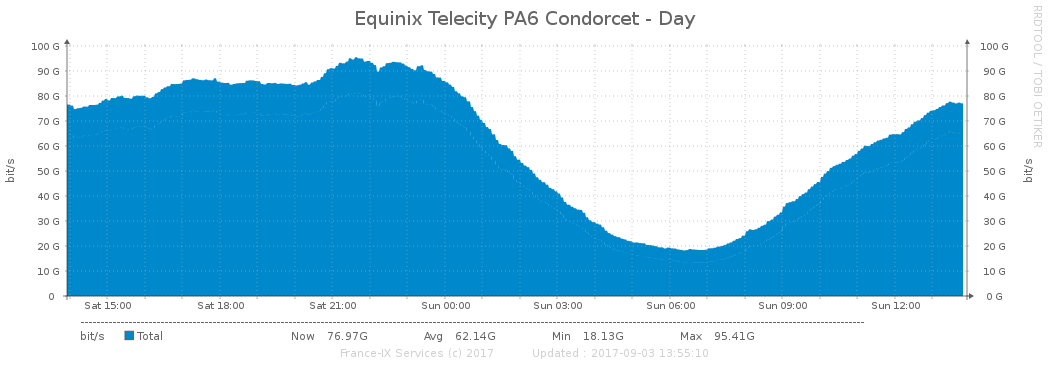 Equinix Telecity PA6 Condorcet - Day
RRDTOOL / TOBI OETIKER
100 G 100 G
90 G 90 G
80 G 80 G
70 G 70 G
60 G 60 G
50 G 50 G
40 G 40 G
30 G 30 G
20 G 20 G
10 G 10 G
0 0 G
bit/s bit/s
Sat 15:00 Sat 18:00 Sat 21:00 Sun 00:00 Sun 03:00 Sun 06:00 Sun 09:00 Sun 12:00
bit/s Total Now 76.97G Avg 62.14G Min 18.13G Max 95.41G
France-IX Services (c) 2017 Updated : 2017-09-03 13:55:10